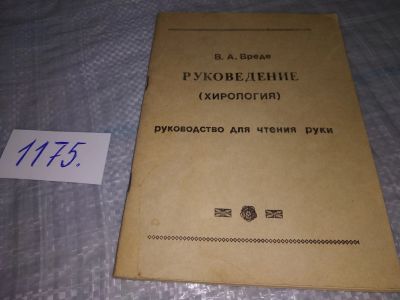 В. А. Вреде
РУКОВЕДЕНИЕ
(ХИРОЛОГИЯ)
руководство для чтения руки
1175.